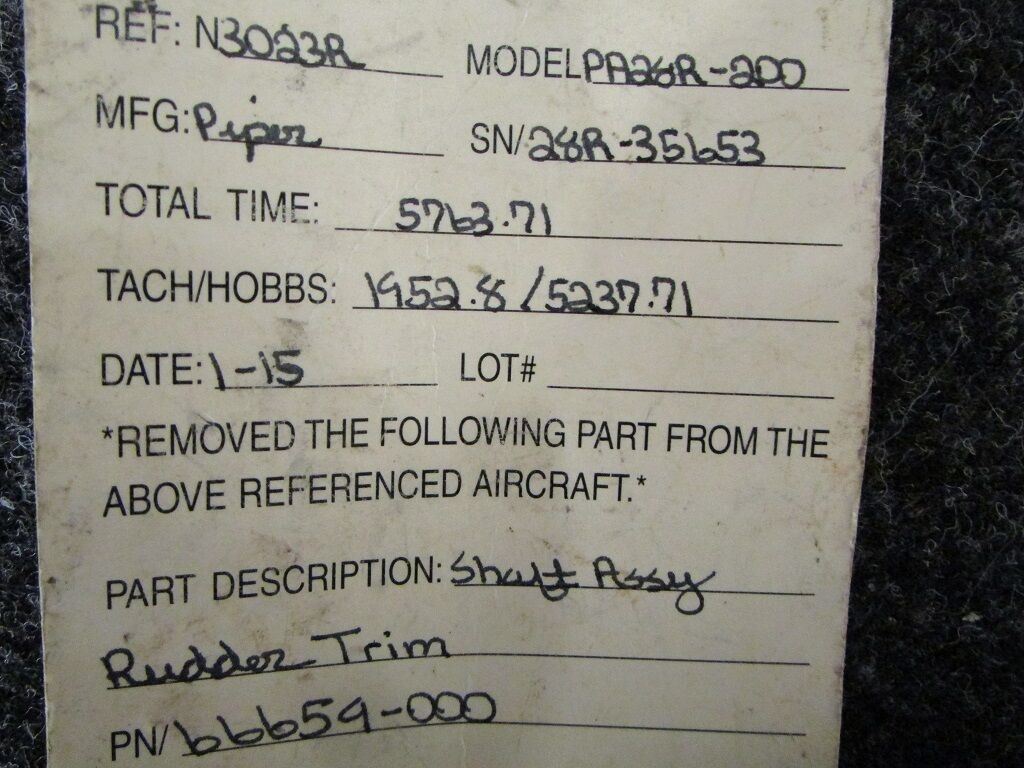 REF: N3023R MODEL PA28R-200
MFG: Piper SN/ 28R-35653
TOTAL TIME: 5763.71
TACH/HOBBS: 1952.8 / 5237.71
DATE: 1-15 LOT#
*REMOVED THE FOLLOWING PART FROM THE
ABOVE REFERENCED AIRCRAFT.*
PART DESCRIPTION: Shaft Assy
Rudder Trim
PN/ 66659-000